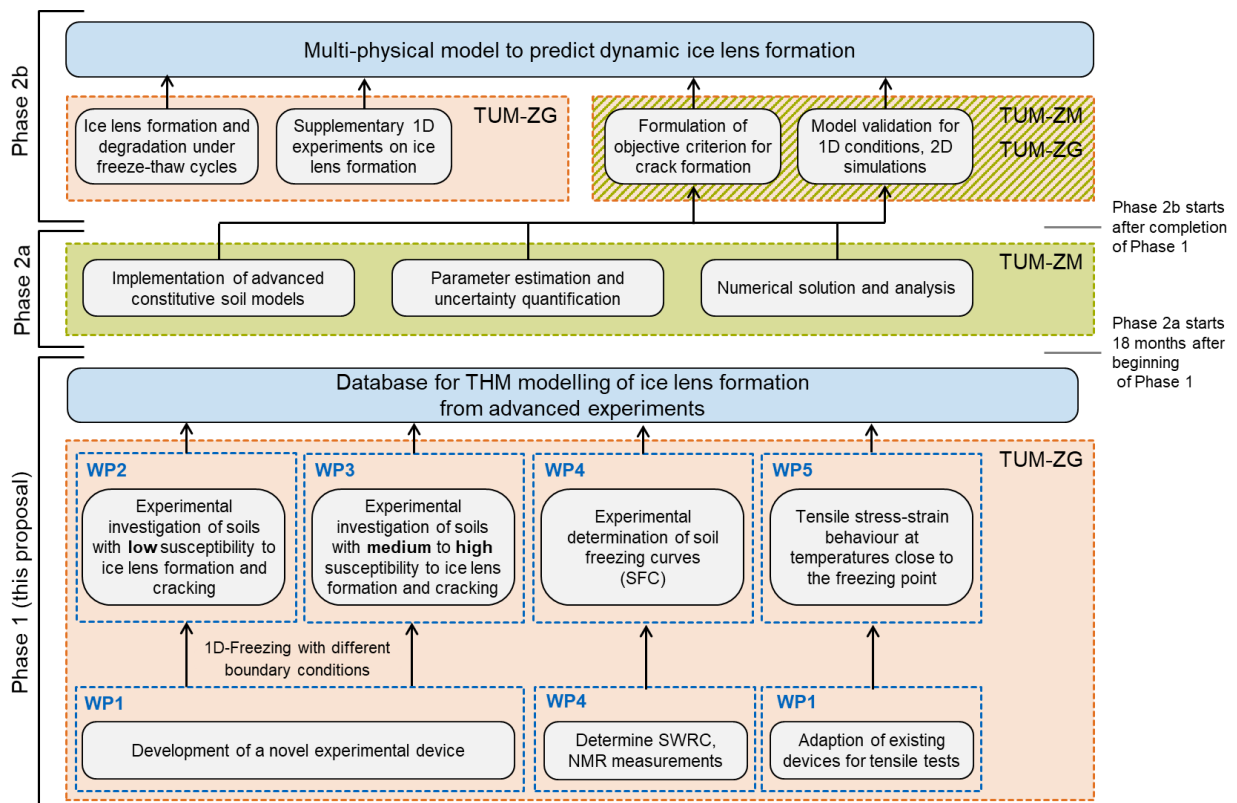 Phase 2b
Multi-physical model to predict dynamic ice lens formation
TUM-ZG
Ice lens formation and
degradation under
freeze-thaw cycles
Supplementary 1D
experiments on ice
lens formation
TUM-ZM
TUM-ZG
Formulation of
objective criterion for
crack formation
Model validation for
1D conditions, 2D
simulations
Phase 2b starts
after completion
of Phase 1
Phase 2a
TUM-ZM
Implementation of advanced
constitutive soil models
Parameter estimation and
uncertainty quantification
Numerical solution and analysis
Phase 2a starts
18 months after
beginning
of Phase 1
Phase 1 (this proposal)
Database for THM modelling of ice lens formation
from advanced experiments
TUM-ZG
WP2
Experimental
investigation of soils
with low susceptibility to
ice lens formation and
cracking
WP3
Experimental
investigation of soils
with medium to high
susceptibility to ice lens
formation and cracking
WP4
Experimental
determination of soil
freezing curves
(SFC)
WP5
Tensile stress-strain
behaviour at
temperatures close to
the freezing point
1D-Freezing with different
boundary conditions
WP1
Development of a novel experimental device
WP4
Determine SWRC,
NMR measurements
WP1
Adaption of existing
devices for tensile tests